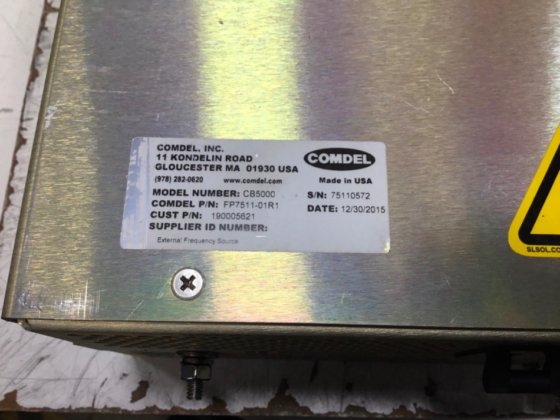 COMDEL, INC.
11 KONDELIN ROAD
GLOUCESTER MA 01930 USA
(978) 282-0620 www.comdel.com
COMDEL
Made in USA
MODEL NUMBER: CB5000 S/N: 75110572
COMDEL P/N: FP7511-01R1 DATE: 12/30/2015
CUST P/N: 190005621
SUPPLIER ID NUMBER:
External Frequency Source
SLSOL.CO